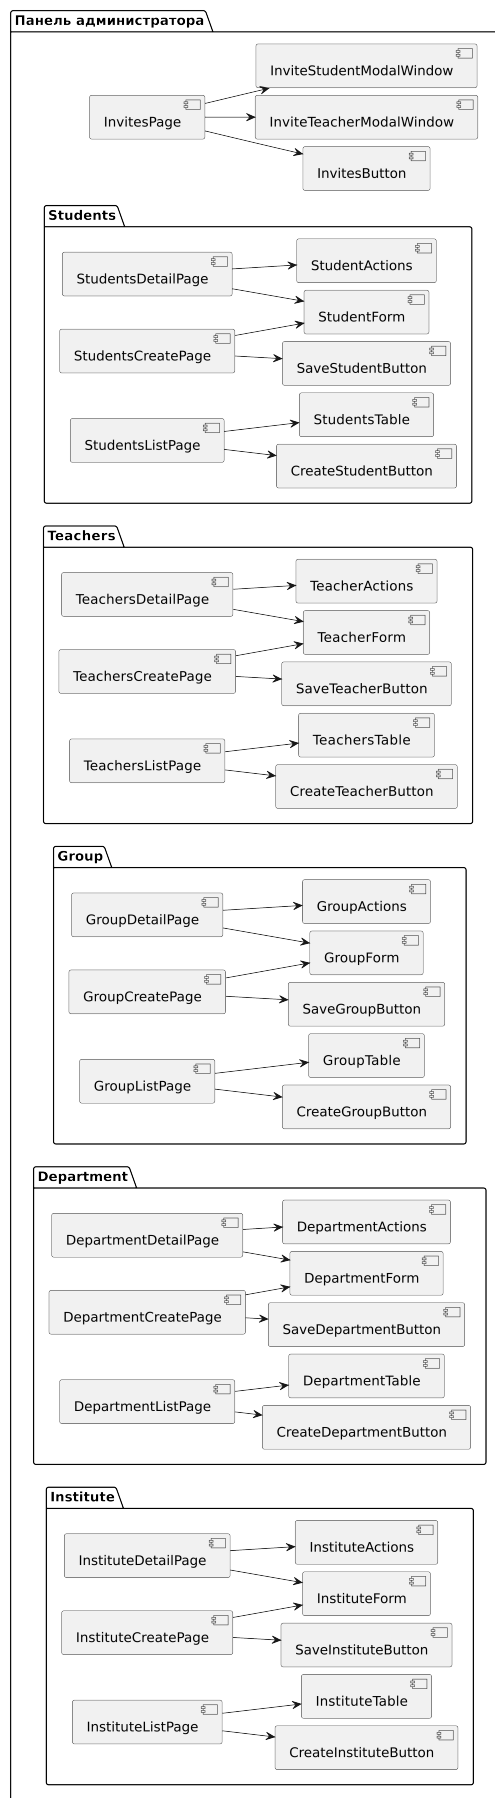 Панель администратора
InviteStudentModalWindow
InvitesPage
InviteTeacherModalWindow
InvitesButton
Students
StudentsDetailPage
StudentActions
StudentForm
StudentsCreatePage
SaveStudentButton
StudentsTable
StudentsListPage
CreateStudentButton
Teachers
TeachersDetailPage
TeacherActions
TeacherForm
TeachersCreatePage
SaveTeacherButton
TeachersTable
TeachersListPage
CreateTeacherButton
Group
GroupDetailPage
GroupActions
GroupForm
GroupCreatePage
SaveGroupButton
GroupTable
GroupListPage
CreateGroupButton
Department
DepartmentDetailPage
DepartmentActions
DepartmentForm
DepartmentCreatePage
SaveDepartmentButton
DepartmentTable
DepartmentListPage
CreateDepartmentButton
Institute
InstituteDetailPage
InstituteActions
InstituteForm
InstituteCreatePage
SaveInstituteButton
InstituteTable
InstituteListPage
CreateInstituteButton